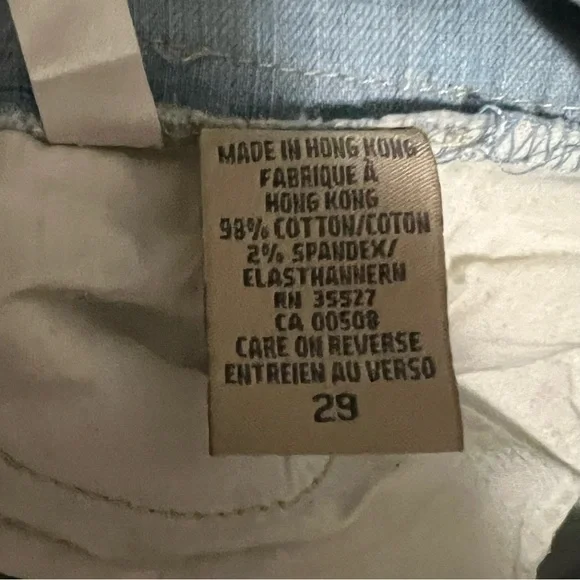 MADE IN HONG KONG
FABRIQUE À
HONG KONG
98% COTTON/COTON
2% SPANDEX/
ELASTHANNERN
RN 35527
CA 00508
CARE ON REVERSE
ENTREIEN AU VERSO
29